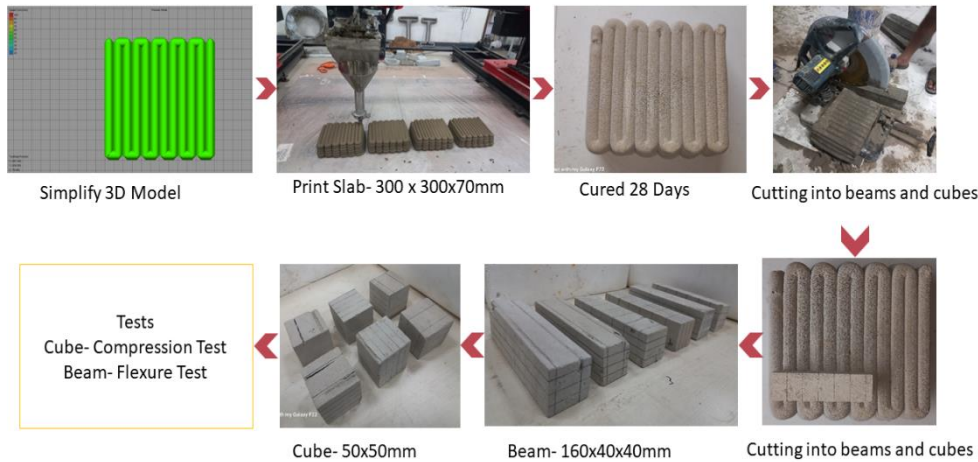 Simplify 3D Model
Print Slab- 300 x 300x70mm
Cured 28 Days
Cutting into beams and cubes
Tests
Cube- Compression Test
Beam- Flexure Test
Cube- 50x50mm
Beam- 160x40x40mm
Cutting into beams and cubes